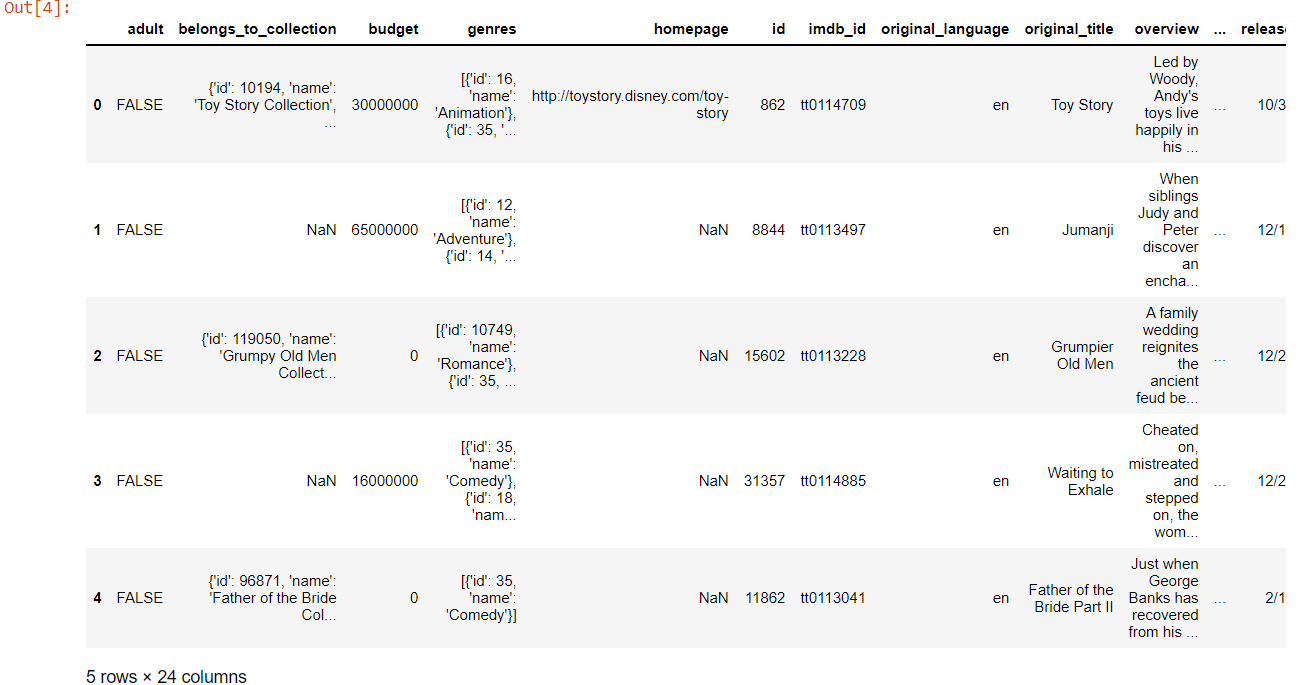 Out[4]:
adult belongs_to_collection budget genres homepage id imdb_id original_language original_title overview ... releas
0 FALSE {'id': 10194, 'name': 'Toy Story Collection', ... 30000000 [{'id': 16, 'name': 'Animation'}, {'id': 35, '... http://toystory.disney.com/toy-story 862 tt0114709 en Toy Story Led by Woody, Andy's toys live happily in his ... ... 10/3
1 FALSE NaN 65000000 [{'id': 12, 'name': 'Adventure'}, {'id': 14, '... NaN 8844 tt0113497 en Jumanji When siblings Judy and Peter discover an encha... ... 12/1
2 FALSE {'id': 119050, 'name': 'Grumpy Old Men Collect... 0 [{'id': 10749, 'name': 'Romance'}, {'id': 35, ... NaN 15602 tt0113228 en Grumpier Old Men A family wedding reignites the ancient feud be... ... 12/2
3 FALSE NaN 16000000 [{'id': 35, 'name': 'Comedy'}, {'id': 18, 'nam... NaN 31357 tt0114885 en Waiting to Exhale Cheated on, mistreated and stepped on, the wom... ... 12/2
4 FALSE {'id': 96871, 'name': 'Father of the Bride Col... 0 [{'id': 35, 'name': 'Comedy'}] NaN 11862 tt0113041 en Father of the Bride Part II Just when George Banks has recovered from his ... ... 2/1
5 rows × 24 columns